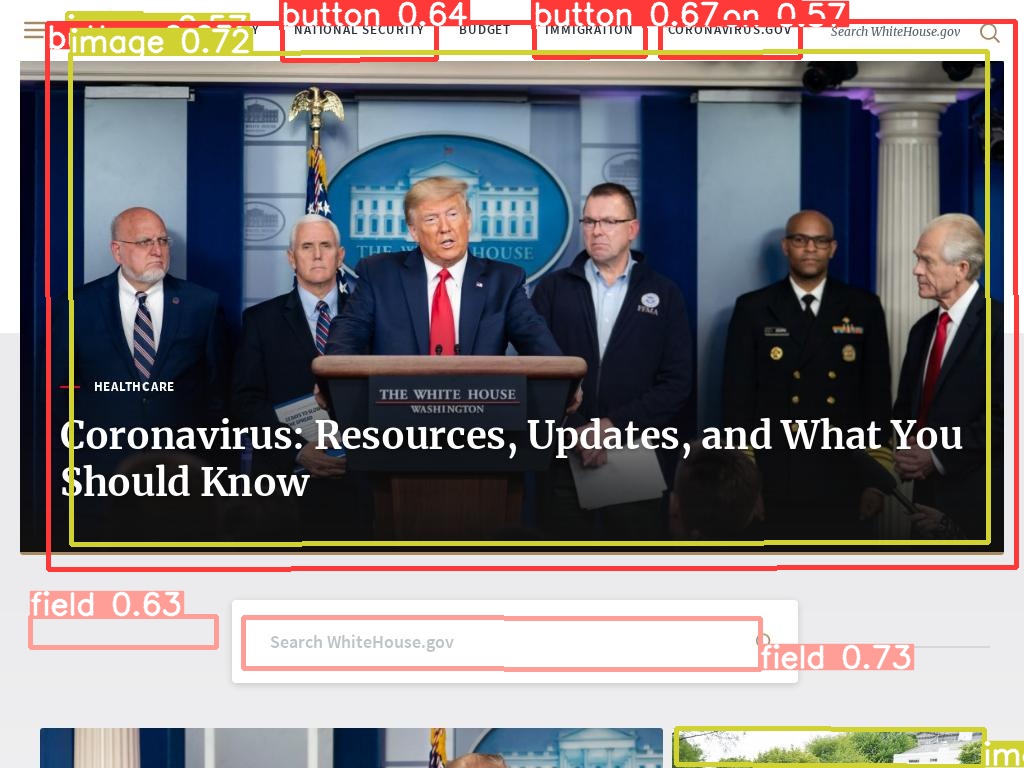 button 0.64
button 0.67
0.57
image 0.72
NATIONAL SECURITY
BUDGET
IMMIGRATION
CORONAVIRUS.GOV
Search WhiteHouse.gov
THE WHITE HOUSE
FEMA
THE WHITE HOUSE
WASHINGTON
HEALTHCARE
Coronavirus: Resources, Updates, and What You
Should Know
field 0.63
Search WhiteHouse.gov
field 0.73